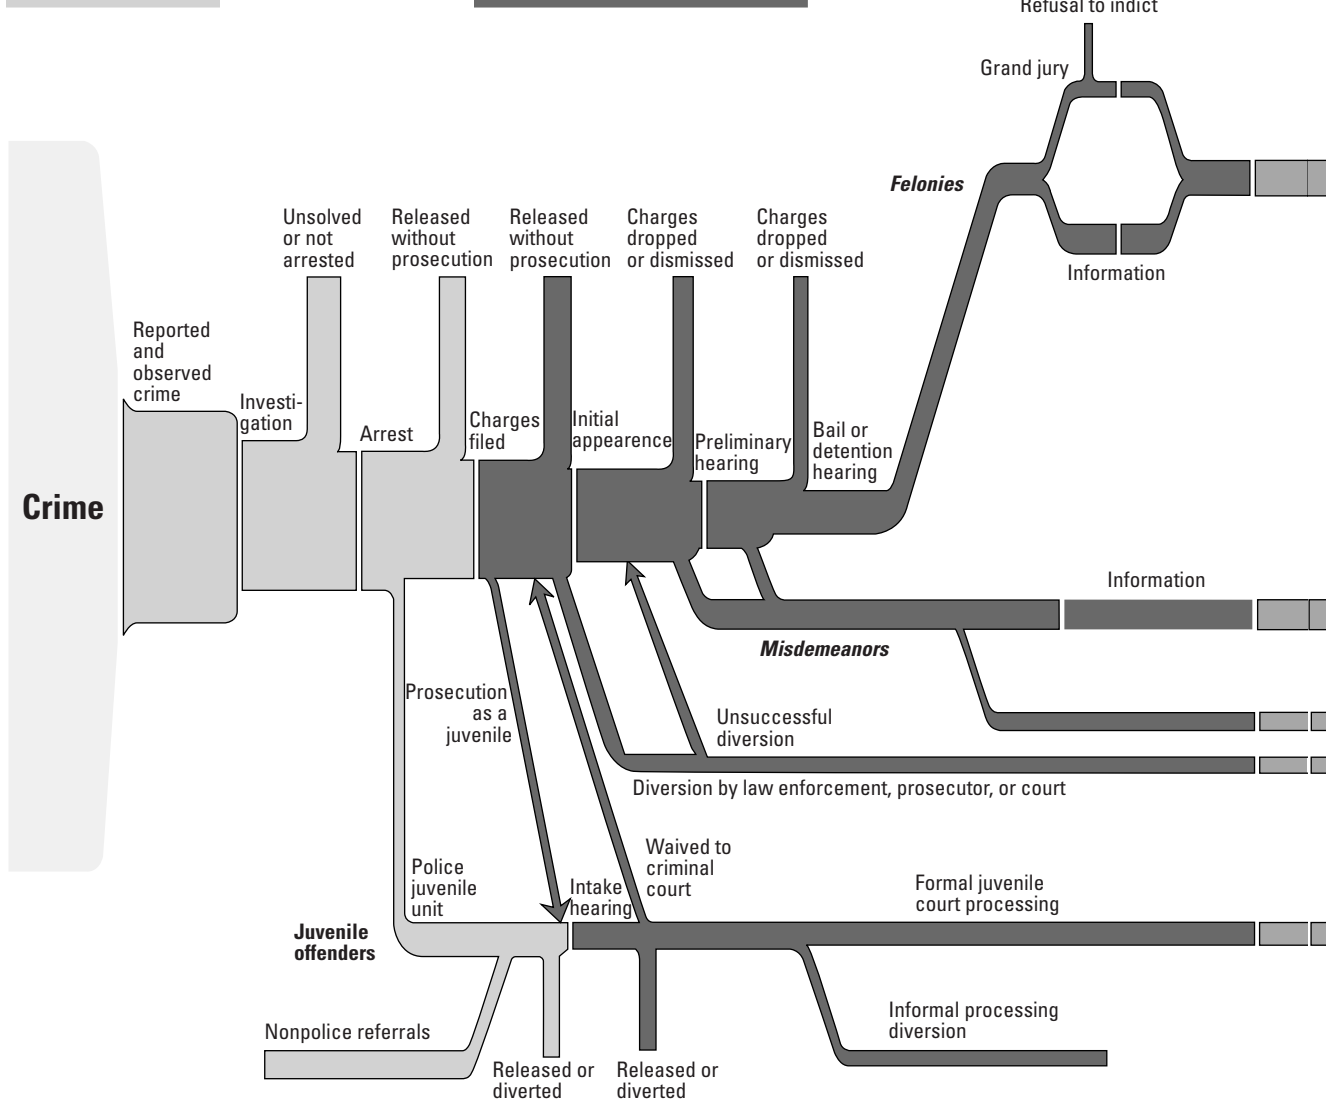 Refusal to indict
Grand jury
Felonies
Information
Unsolved
or not
arrested
Released
without
prosecution
Released
without
prosecution
Charges
dropped
or dismissed
Charges
dropped
or dismissed
Reported
and
observed
crime
Investi-
gation
Arrest
Charges
filed
Initial
appearence
Preliminary
hearing
Bail or
detention
hearing
Crime
Information
Misdemeanors
Prosecution
as a
juvenile
Unsuccessful
diversion
Diversion by law enforcement, prosecutor, or court
Waived to
criminal
court
Police
juvenile
unit
Intake
hearing
Formal juvenile
court processing
Juvenile
offenders
Nonpolice referrals
Released or
diverted
Released or
diverted
Informal processing
diversion